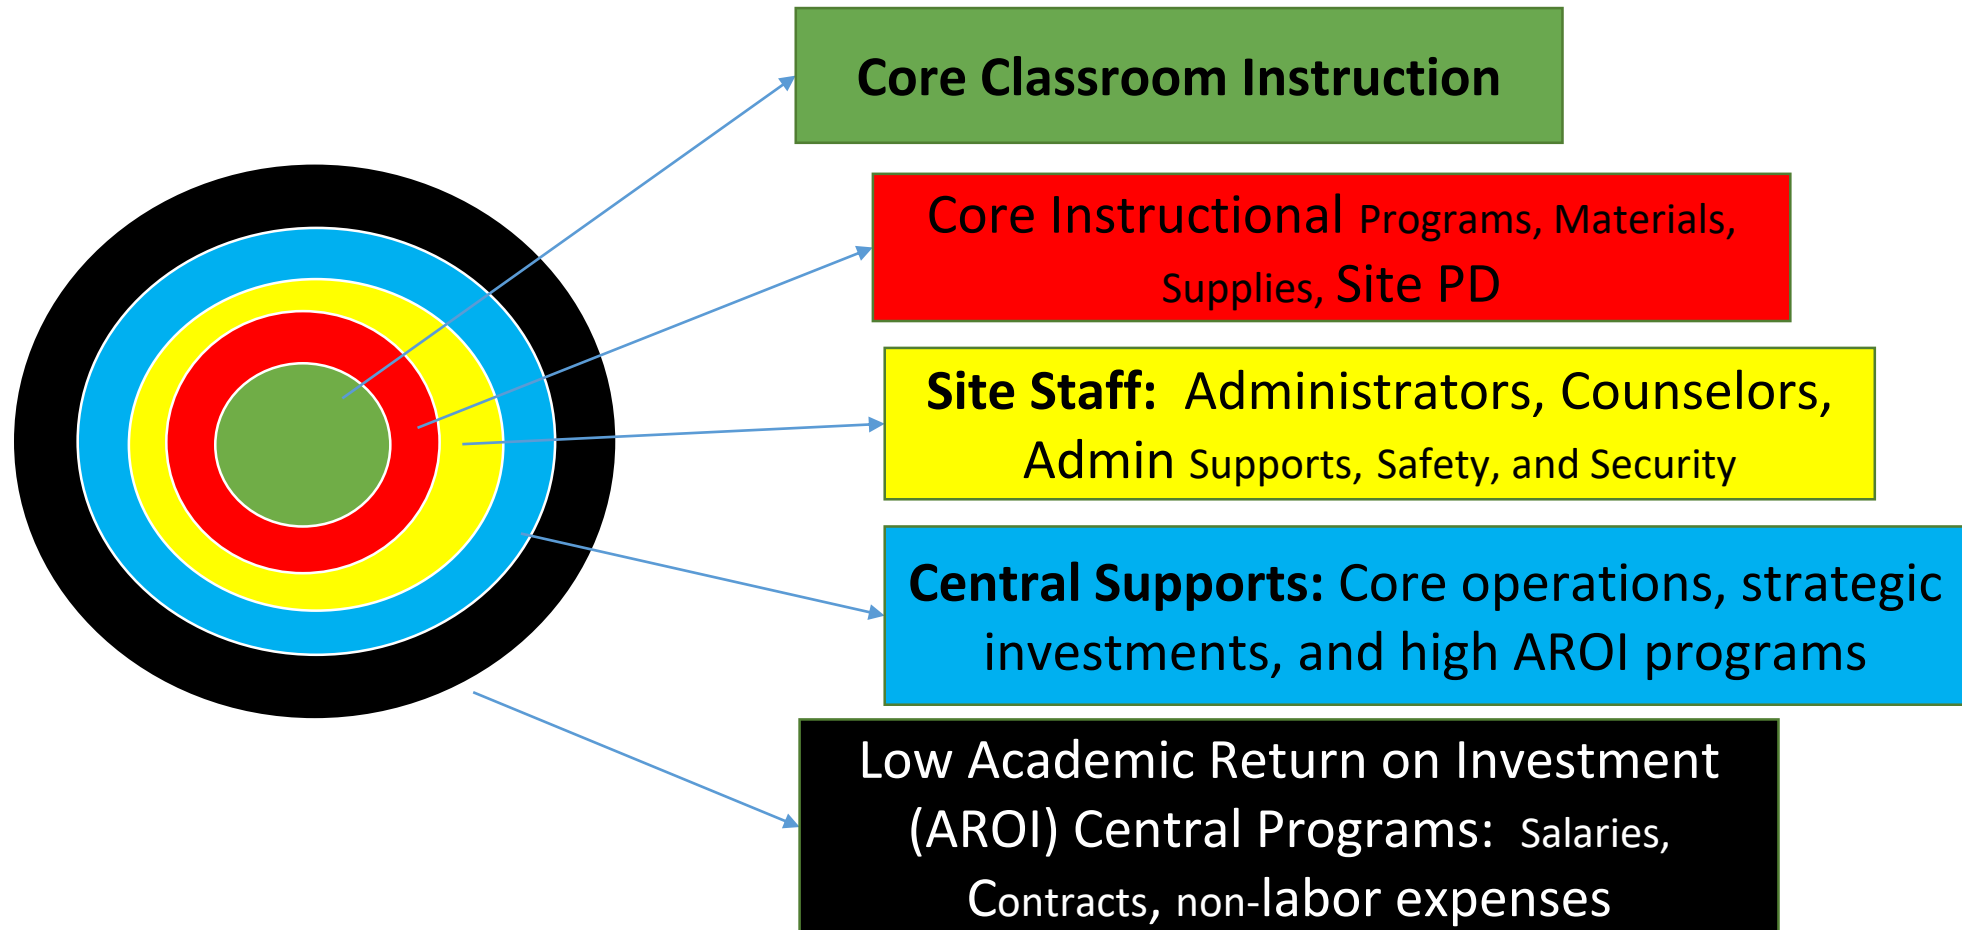 Core Classroom Instruction
Core Instructional Programs, Materials,
Supplies, Site PD
Site Staff: Administrators, Counselors,
Admin Supports, Safety, and Security
Central Supports: Core operations, strategic
investments, and high AROI programs
Low Academic Return on Investment
(AROI) Central Programs: Salaries,
Contracts, non-labor expenses